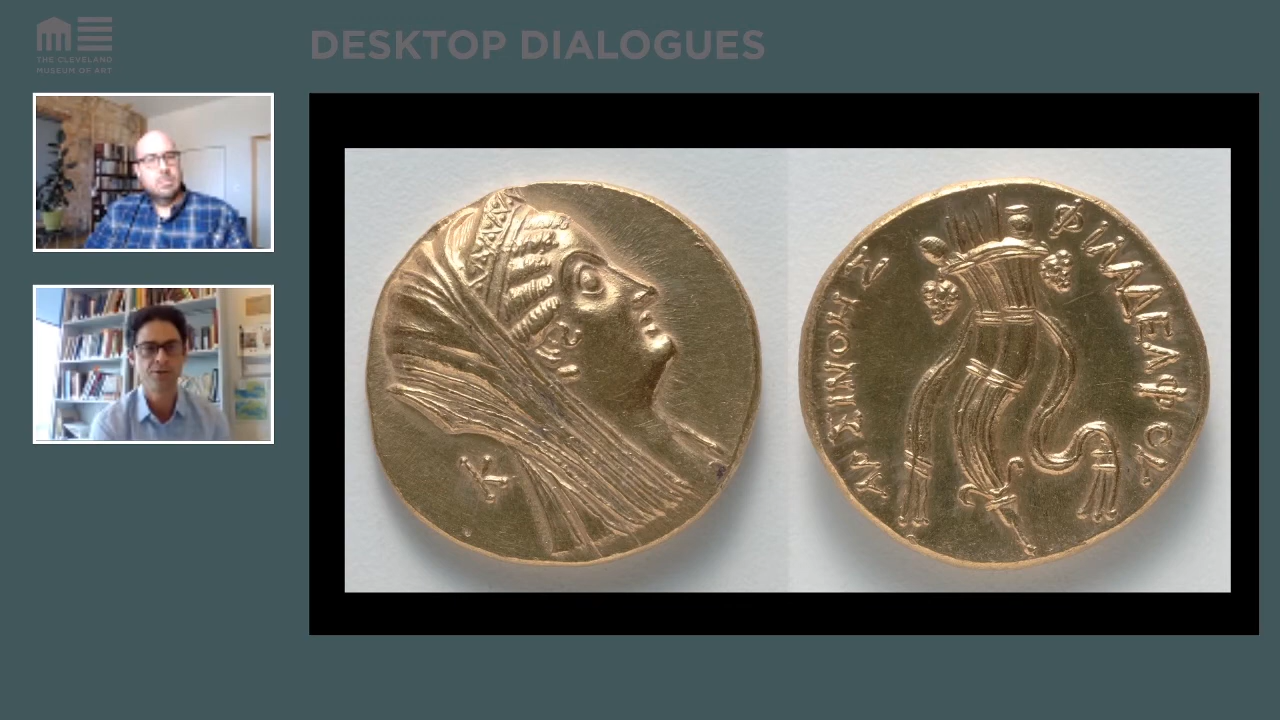 THE CLEVELAND
MUSEUM OF ART
DESKTOP DIALOGUES
K
ΑΡΣΙΝΟΗΣ
ΦΙΛΑΔΕΛΦΟΥ